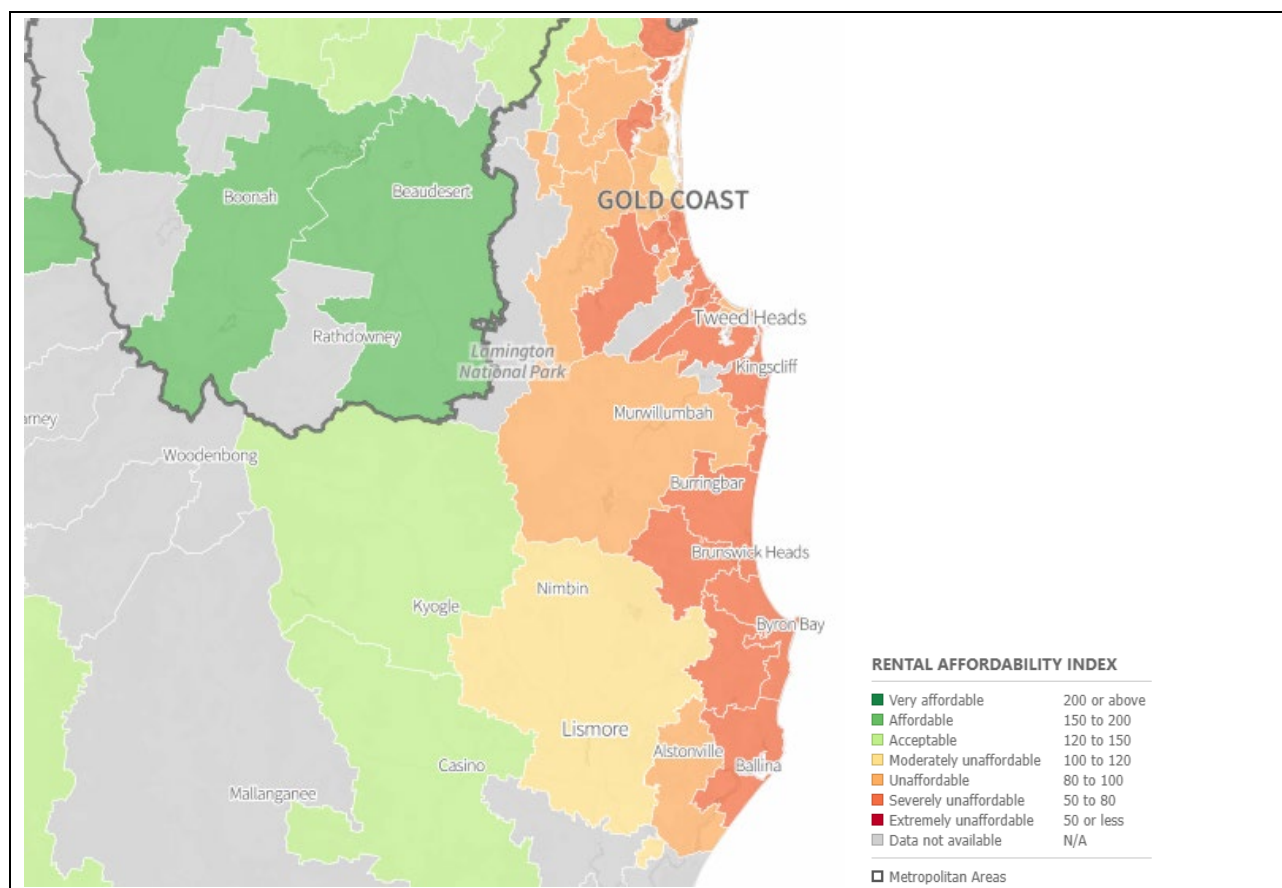 Boonah
Beaudesert
GOLD COAST
Rathdowney
Lamington
National Park
Tweed Heads
Kingscliff
arney
Murwillumbah
Woodenbong
Burringbar
Brunswick Heads
Nimbin
Kyogle
Byron Bay
Lismore
Alstonville
Casino
Ballina
Mallanganee
RENTAL AFFORDABILITY INDEX
Very affordable 200 or above
Affordable 150 to 200
Acceptable 120 to 150
Moderately unaffordable 100 to 120
Unaffordable 80 to 100
Severely unaffordable 50 to 80
Extremely unaffordable 50 or less
Data not available N/A
Metropolitan Areas